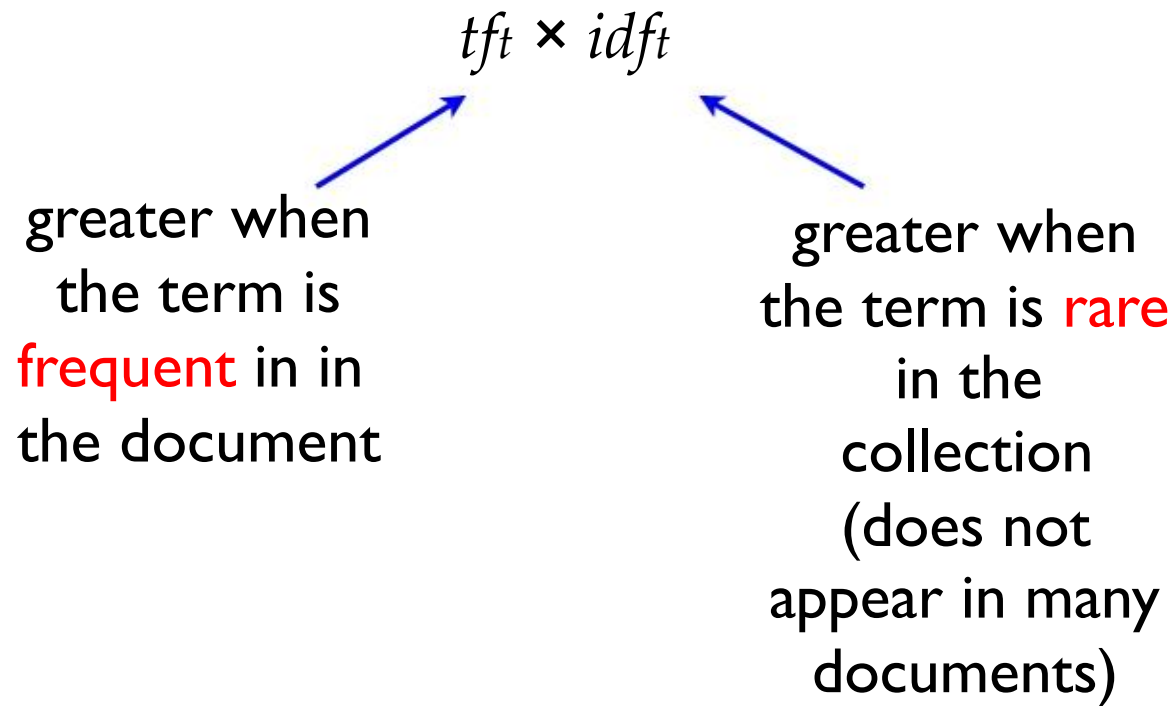 tft × idft
greater when
the term is
frequent in in
the document
greater when
the term is rare
in the
collection
(does not
appear in many
documents)